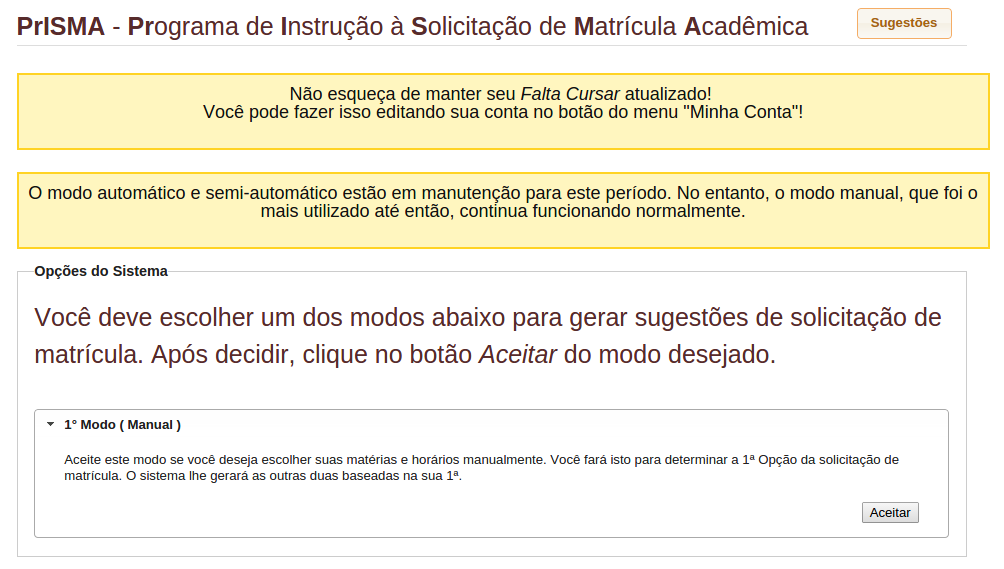 PrISMA - Programa de Instrução à Solicitação de Matrícula Acadêmica
Sugestões
Não esqueça de manter seu Falta Cursar atualizado!
Você pode fazer isso editando sua conta no botão do menu "Minha Conta"!
O modo automático e semi-automático estão em manutenção para este período. No entanto, o modo manual, que foi o
mais utilizado até então, continua funcionando normalmente.
Opções do Sistema
Você deve escolher um dos modos abaixo para gerar sugestões de solicitação de
matrícula. Após decidir, clique no botão Aceitar do modo desejado.
1° Modo ( Manual )
Aceite este modo se você deseja escolher suas matérias e horários manualmente. Você fará isto para determinar a 1ª Opção da solicitação de
matrícula. O sistema lhe gerará as outras duas baseadas na sua 1ª.
Aceitar